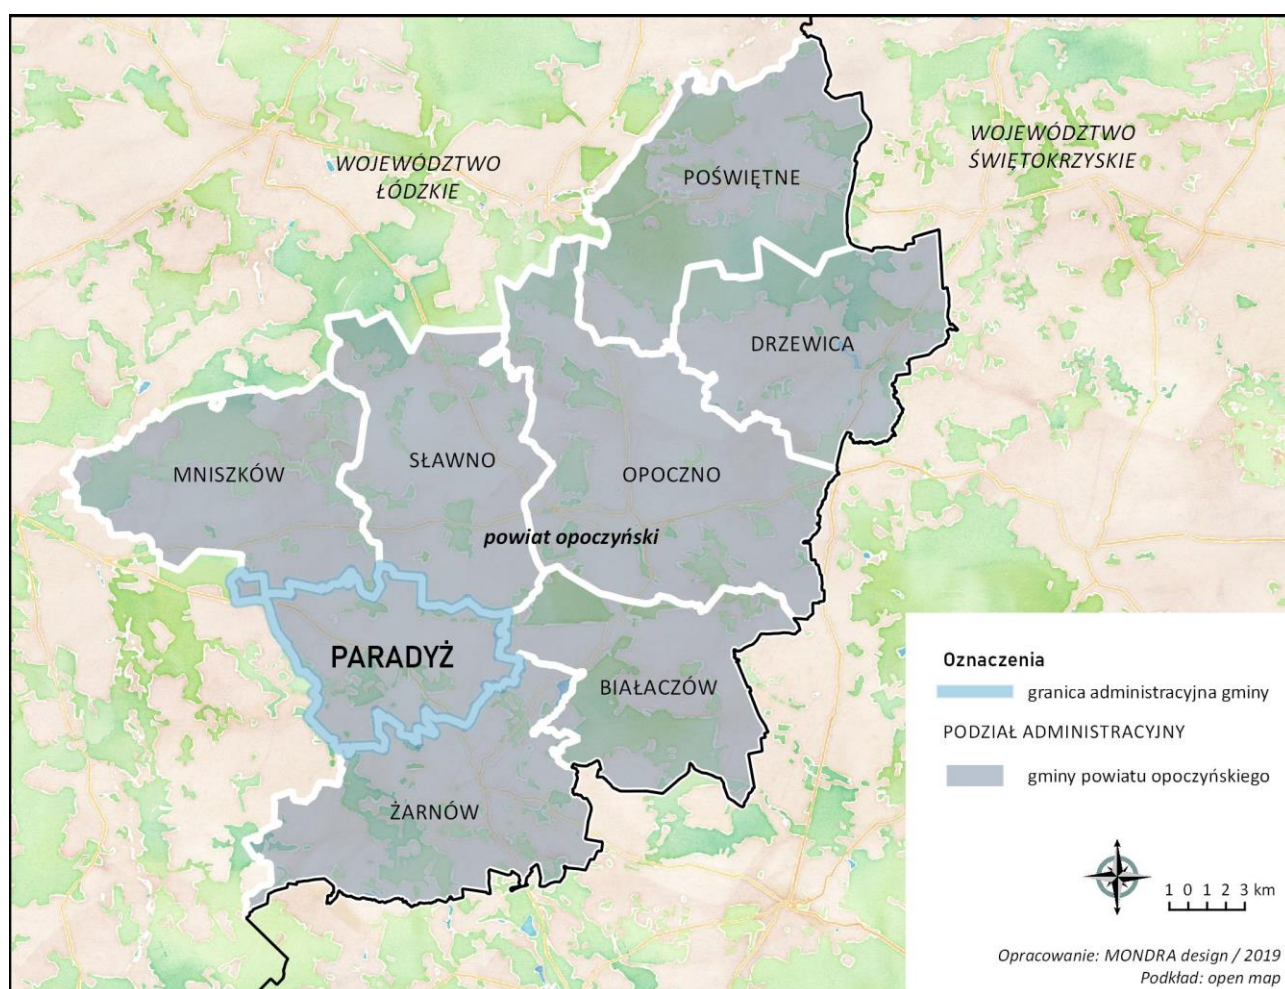 WOJEWÓDZTWO
ŁÓDZKIE
WOJEWÓDZTWO
ŚWIĘTOKRZYSKIE
POŚWIĘTNE
DRZEWICA
MNISZKÓW
SŁAWNO
OPOCZNO
powiat opoczyński
PARADYŻ
BIAŁACZÓW
ŻARNÓW
Oznaczenia
granica administracyjna gminy
PODZIAŁ ADMINISTRACYJNY
gminy powiatu opoczyńskiego
1 0 1 2 3 km
Opracowanie: MONDRA design / 2019
Podkład: open map